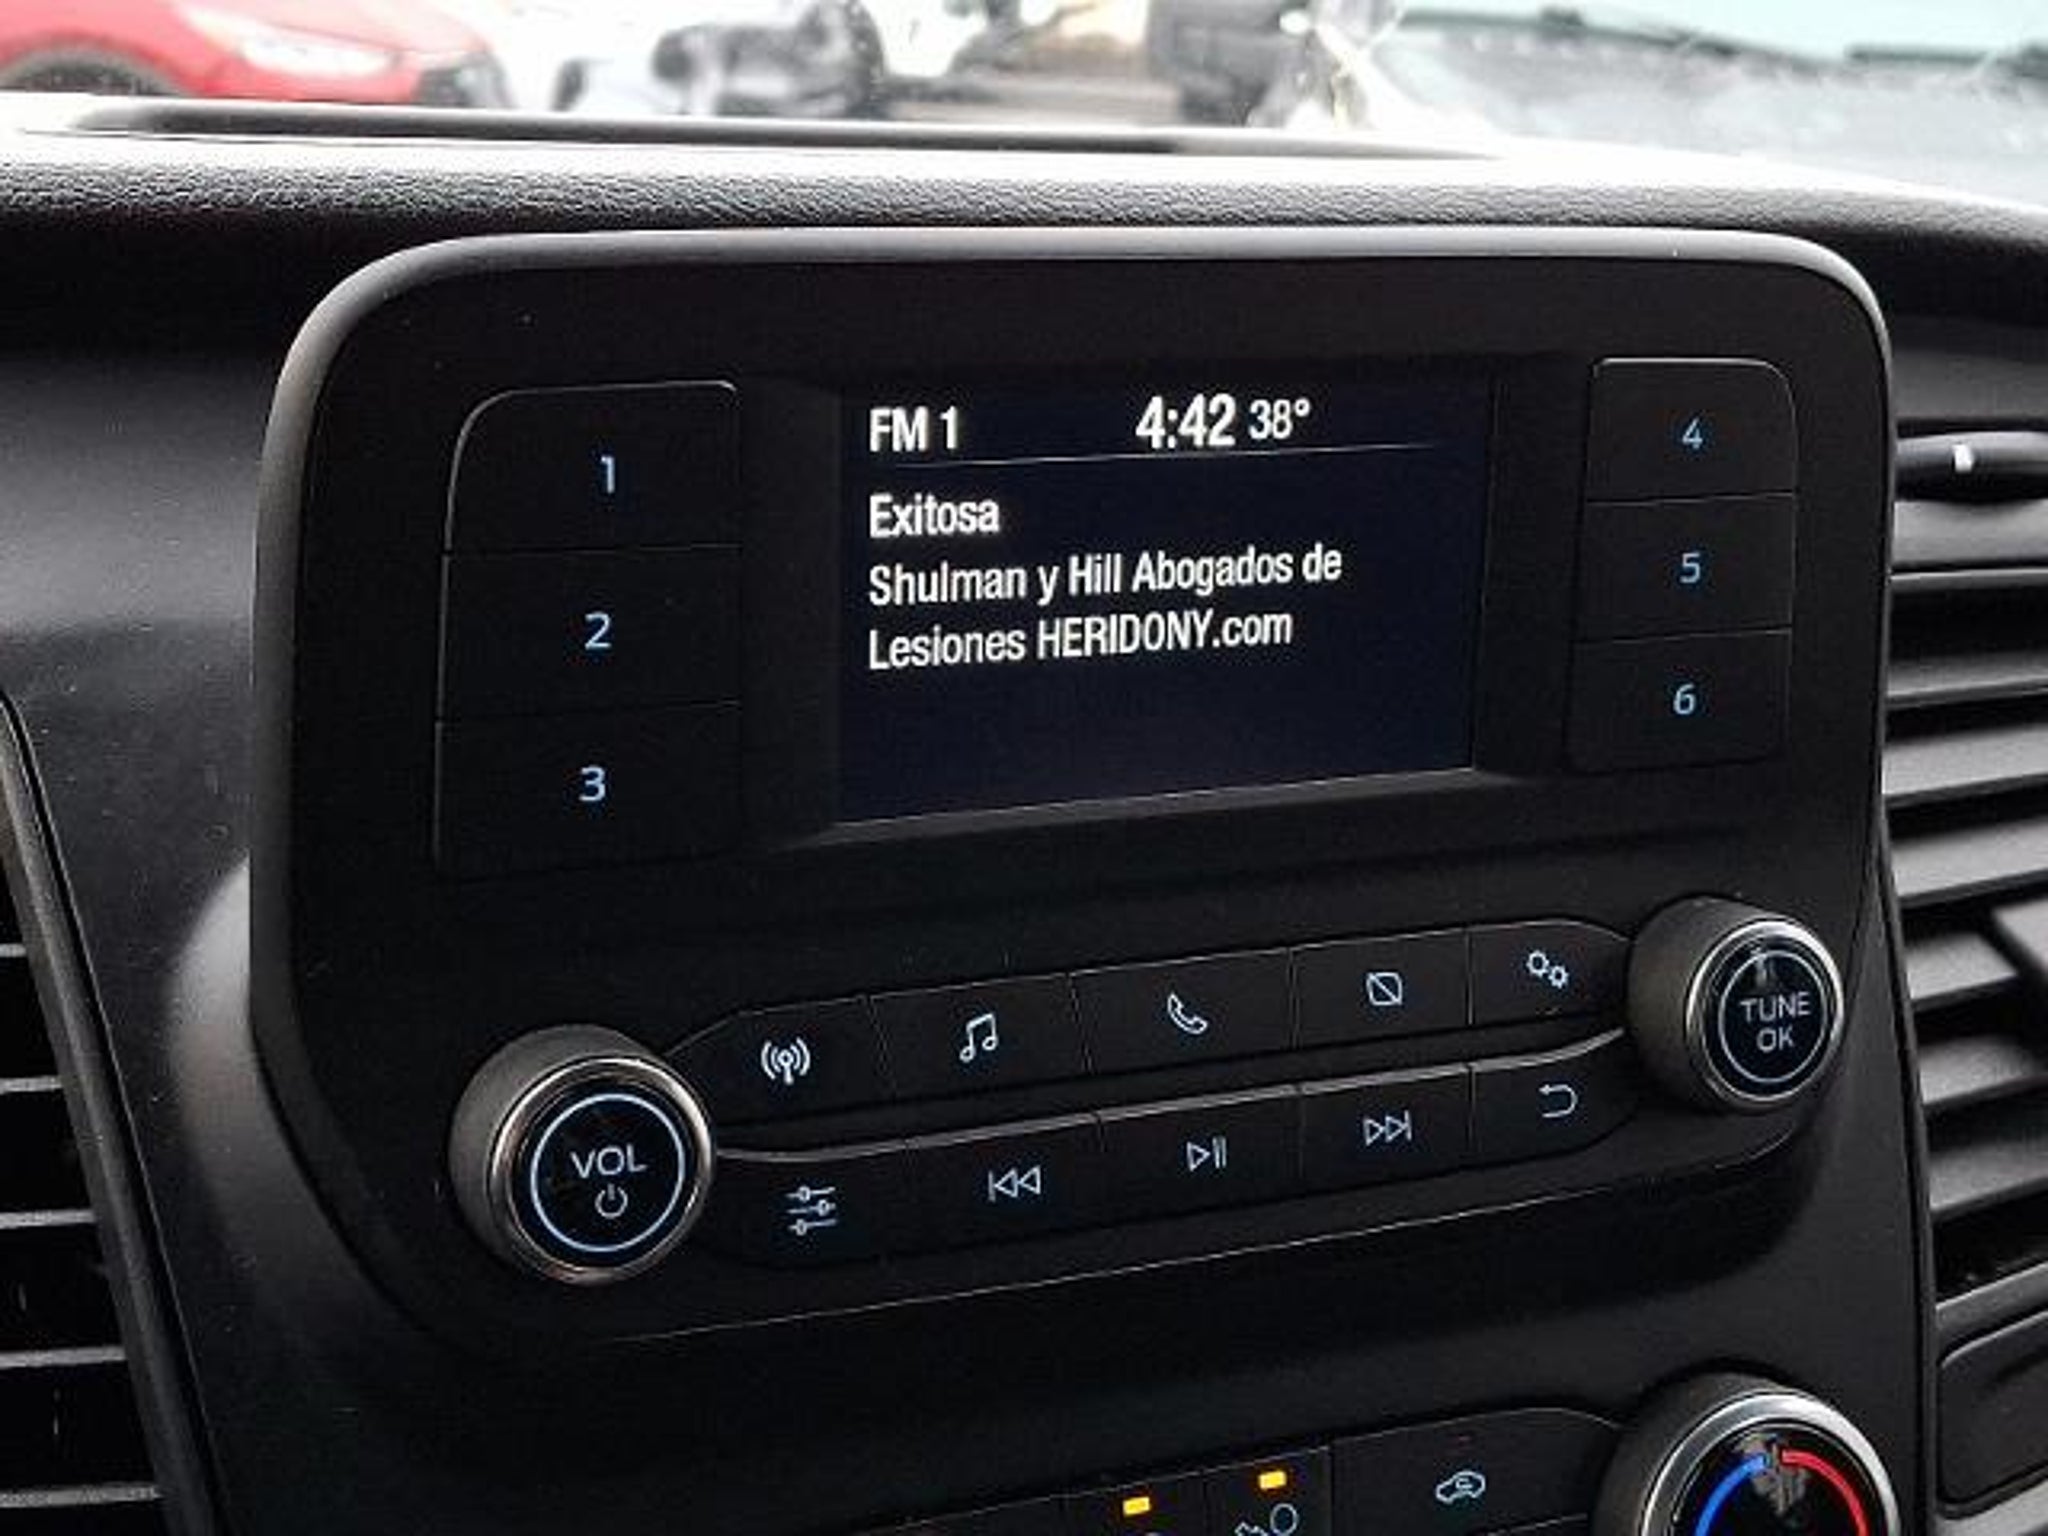 FM 1 4:42 38°
Exitosa
Shulman y Hill Abogados de
Lesiones HERIDONY.com
1
2
3
4
5
6
VOL
TUNE
OK